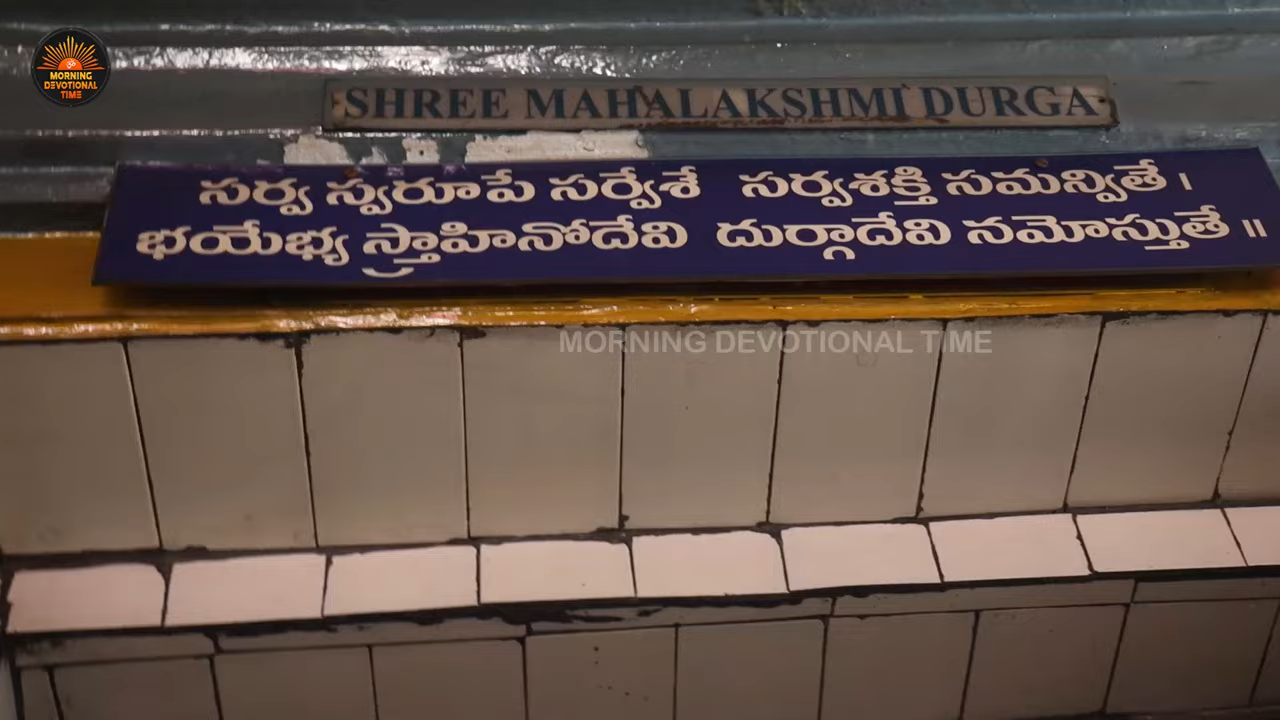 MORNING
DEVOTIONAL
TIME
SHREE MAHALAKSHMI DURGA
సర్వ స్వరూపే సర్వేశే సర్వశక్తి సమన్వితే ।
భయేభ్య స్త్రాహినోదేవి దుర్గాదేవి నమోస్తుతే ॥
MORNING DEVOTIONAL TIME